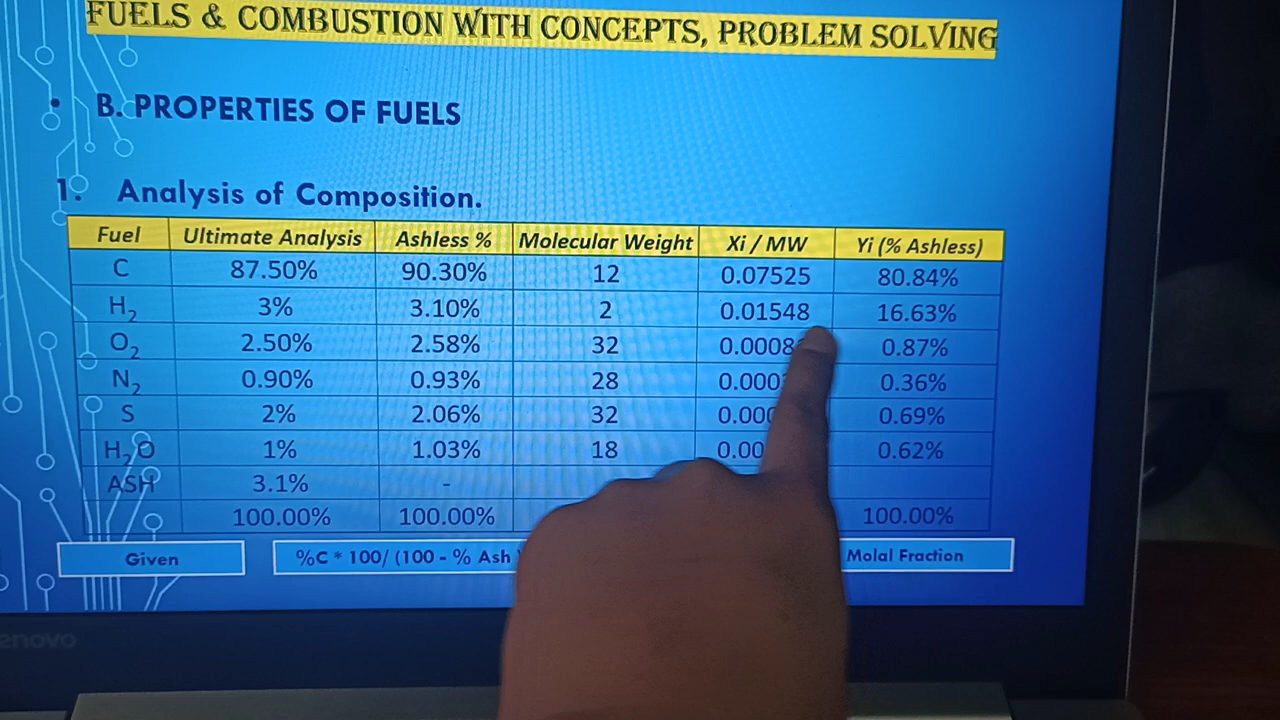 FUELS & COMBUSTION WITH CONCEPTS, PROBLEM SOLVING
• B. PROPERTIES OF FUELS
1. Analysis of Composition.
Fuel Ultimate Analysis Ashless % Molecular Weight Xi / MW Yi (% Ashless)
C 87.50% 90.30% 12 0.07525 80.84%
H₂ 3% 3.10% 2 0.01548 16.63%
O₂ 2.50% 2.58% 32 0.87%
N₂ 0.90% 0.93% 28 0.36%
S 2% 2.06% 32 0.69%
H₂O 1% 1.03% 18 0.62%
ASH 3.1% -
100.00% 100.00% 100.00%
Given %C * 100/ (100 - % Ash Molal Fraction
enovo